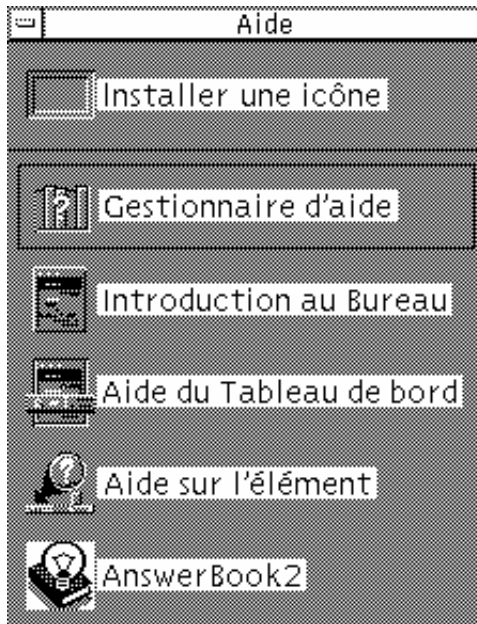 Aide
Installer une icône
Gestionnaire d'aide
Introduction au Bureau
Aide du Tableau de bord
Aide sur l'élément
AnswerBook2